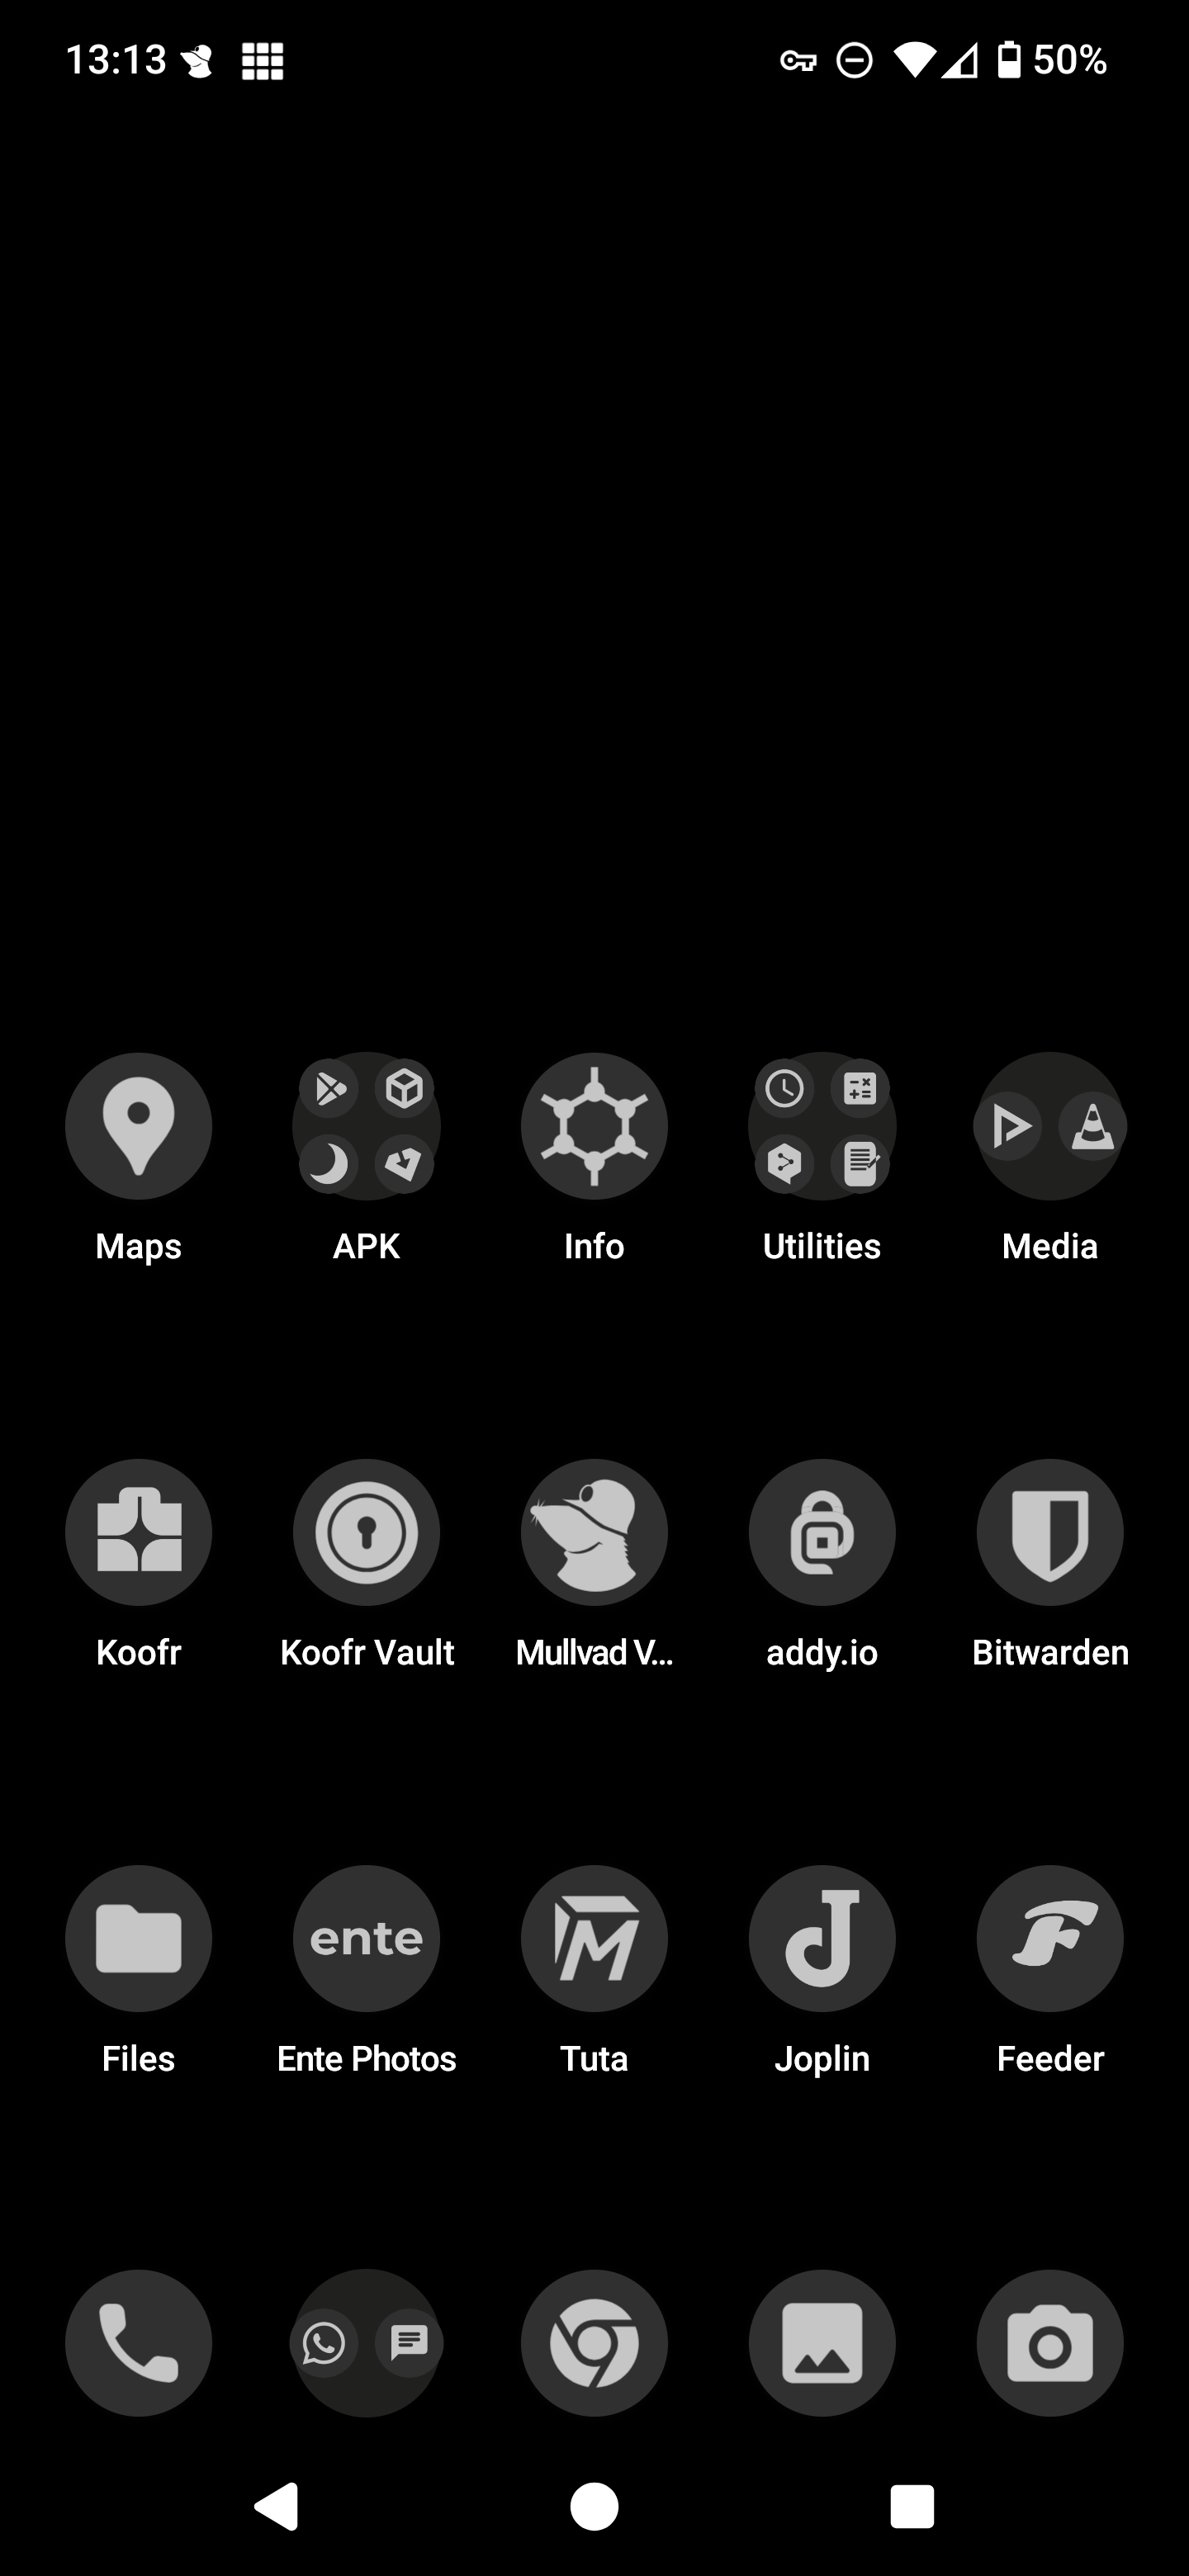 13:13 50%
Maps APK Info Utilities Media
Koofr Koofr Vault Mullvad V... addy.io Bitwarden
ente
Files Ente Photos Tuta Joplin Feeder